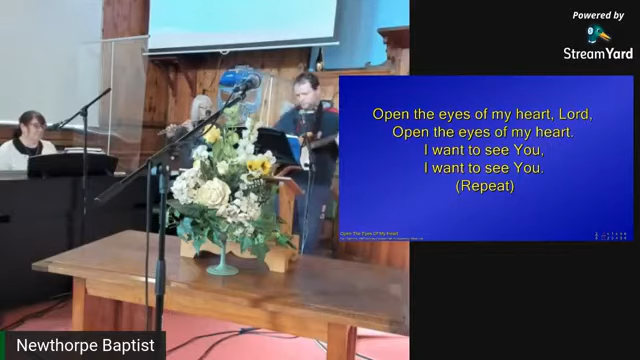 Powered by
StreamYard
Open the eyes of my heart, Lord,
Open the eyes of my heart.
I want to see You,
I want to see You.
(Repeat)
Open The Eyes Of My Heart
Newthorpe Baptist